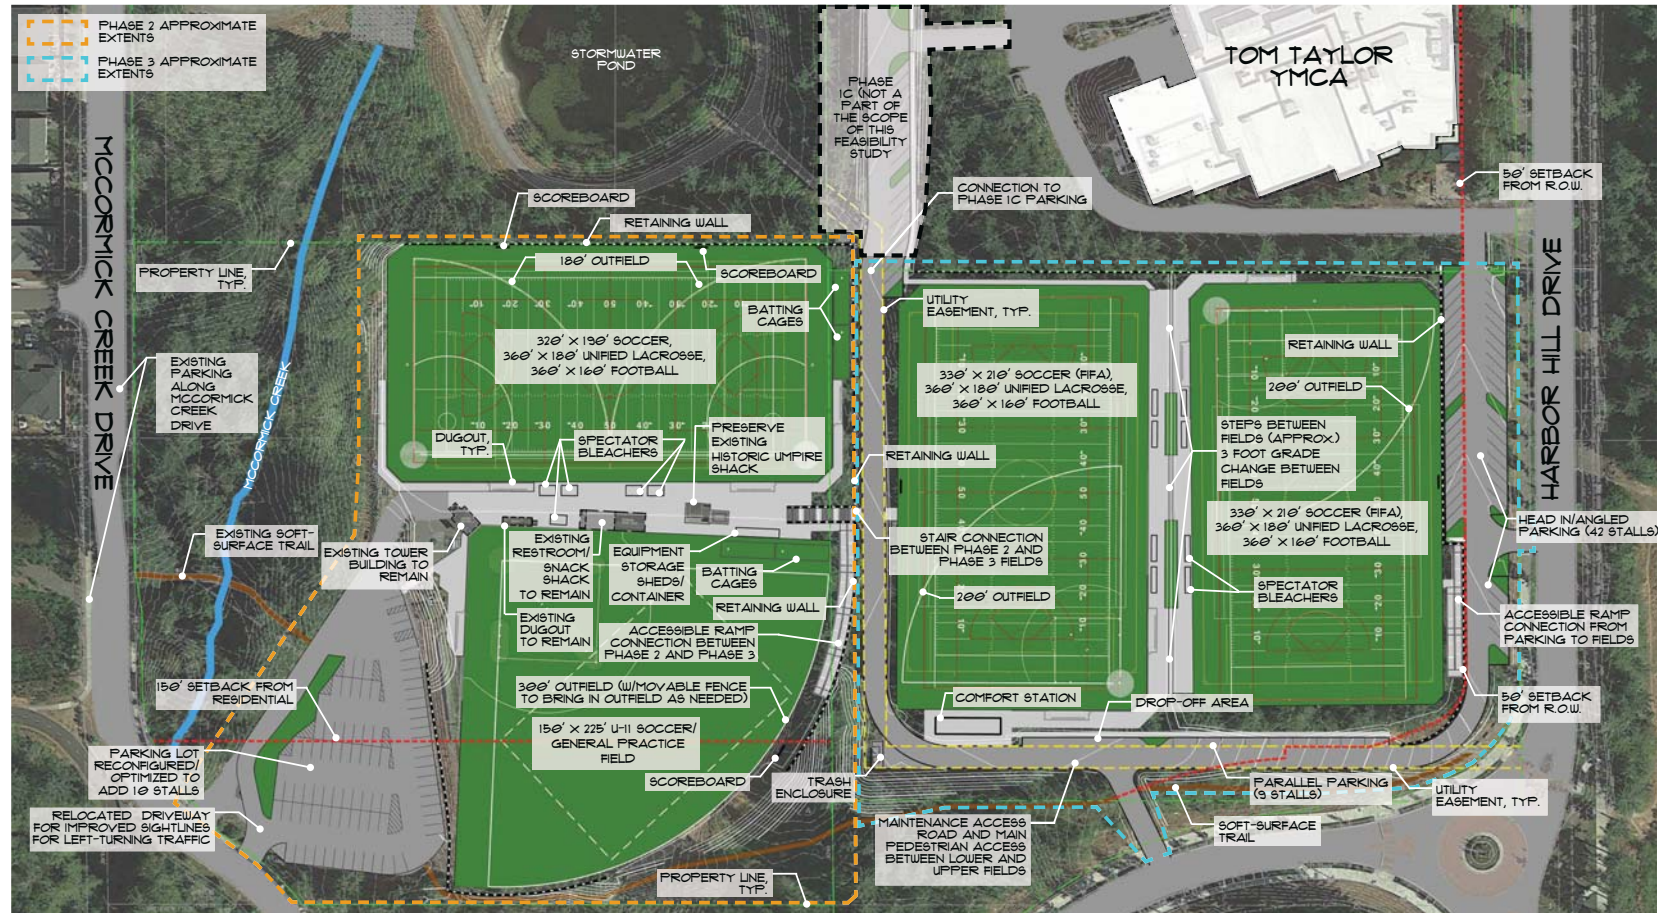 PHASE 2 APPROXIMATE
EXTENTS
PHASE 3 APPROXIMATE
EXTENTS
STORMWATER
POND
PHASE
1C (NOT A
PART OF
THE SCOPE
OF THIS
FEASIBILITY
STUDY
TOM TAYLOR
YMCA
50' SETBACK
FROM R.O.W.
CONNECTION TO
PHASE 1C PARKING
SCOREBOARD
RETAINING WALL
180' OUTFIELD
SCOREBOARD
PROPERTY LINE,
TYP.
BATTING
CAGES
UTILITY
EASEMENT, TYP.
MCCORMICK CREEK DRIVE
HARBOR HILL DRIVE
MCCORMICK CREEK
EXISTING
PARKING
ALONG
MCCORMICK
CREEK
DRIVE
320' X 190' SOCCER,
360' X 180' UNIFIED LACROSSE,
360' X 160' FOOTBALL
330' X 210' SOCCER (FIFA),
360' X 180' UNIFIED LACROSSE,
360' X 160' FOOTBALL
RETAINING WALL
200' OUTFIELD
DUGOUT,
TYP.
SPECTATOR
BLEACHERS
PRESERVE
EXISTING
HISTORIC UMPIRE
SHACK
RETAINING WALL
STEPS BETWEEN
FIELDS (APPROX.)
3 FOOT GRADE
CHANGE BETWEEN
FIELDS
330' X 210' SOCCER (FIFA),
360' X 180' UNIFIED LACROSSE,
360' X 160' FOOTBALL
HEAD IN/ANGLED
PARKING (42 STALLS)
EXISTING SOFT-
SURFACE TRAIL
EXISTING TOWER
BUILDING TO
REMAIN
EXISTING
RESTROOM/
SNACK
SHACK
TO REMAIN
EQUIPMENT
STORAGE
SHEDS/
CONTAINER
BATTING
CAGES
STAIR CONNECTION
BETWEEN PHASE 2 AND
PHASE 3 FIELDS
SPECTATOR
BLEACHERS
RETAINING WALL
200' OUTFIELD
EXISTING
DUGOUT
TO REMAIN
ACCESSIBLE RAMP
CONNECTION BETWEEN
PHASE 2 AND PHASE 3
ACCESSIBLE RAMP
CONNECTION FROM
PARKING TO FIELDS
150' SETBACK FROM
RESIDENTIAL
300' OUTFIELD (W/MOVABLE FENCE
TO BRING IN OUTFIELD AS NEEDED)
COMFORT STATION
DROP-OFF AREA
50' SETBACK
FROM R.O.W.
150' X 225' U-11 SOCCER/
GENERAL PRACTICE
FIELD
PARKING LOT
RECONFIGURED/
OPTIMIZED TO
ADD 10 STALLS
SCOREBOARD
TRASH
ENCLOSURE
PARALLEL PARKING
(9 STALLS)
UTILITY
EASEMENT, TYP.
RELOCATED DRIVEWAY
FOR IMPROVED SIGHTLINES
FOR LEFT-TURNING TRAFFIC
MAINTENANCE ACCESS
ROAD AND MAIN
PEDESTRIAN ACCESS
BETWEEN LOWER AND
UPPER FIELDS
SOFT-SURFACE
TRAIL
PROPERTY LINE,
TYP.